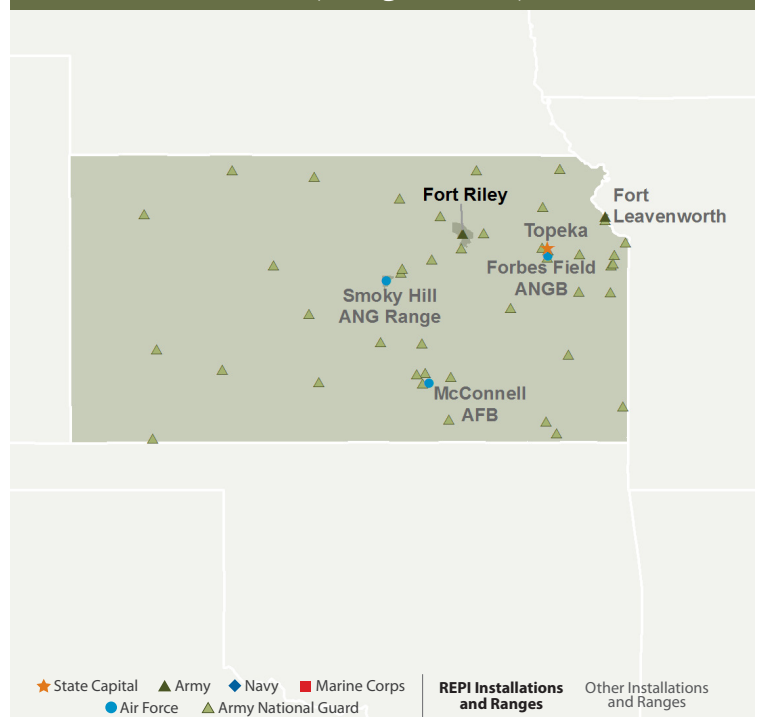 Fort Riley
Fort
Leavenworth
Topeka
Forbes Field
ANGB
Smoky Hill
ANG Range
McConnell
AFB
State Capital Army Navy Marine Corps
Air Force Army National Guard
REPI Installations
and Ranges
Other Installations
and Ranges